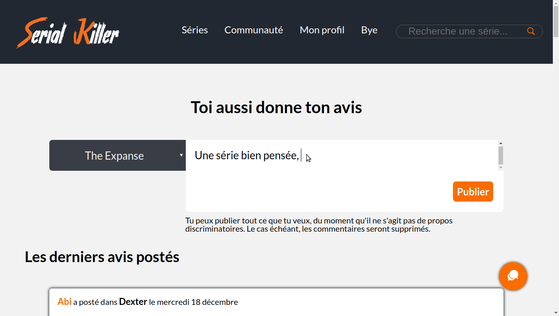 Serial Killer
Séries Communauté Mon profil Bye Recherche une série...
Toi aussi donne ton avis
The Expanse
Une série bien pensée,
Publier
Tu peux publier tout ce que tu veux, du moment qu'il ne s'agit pas de propos
discriminatoires. Le cas échéant, les commentaires seront supprimés.
Les derniers avis postés
Abi a posté dans Dexter le mercredi 18 décembre